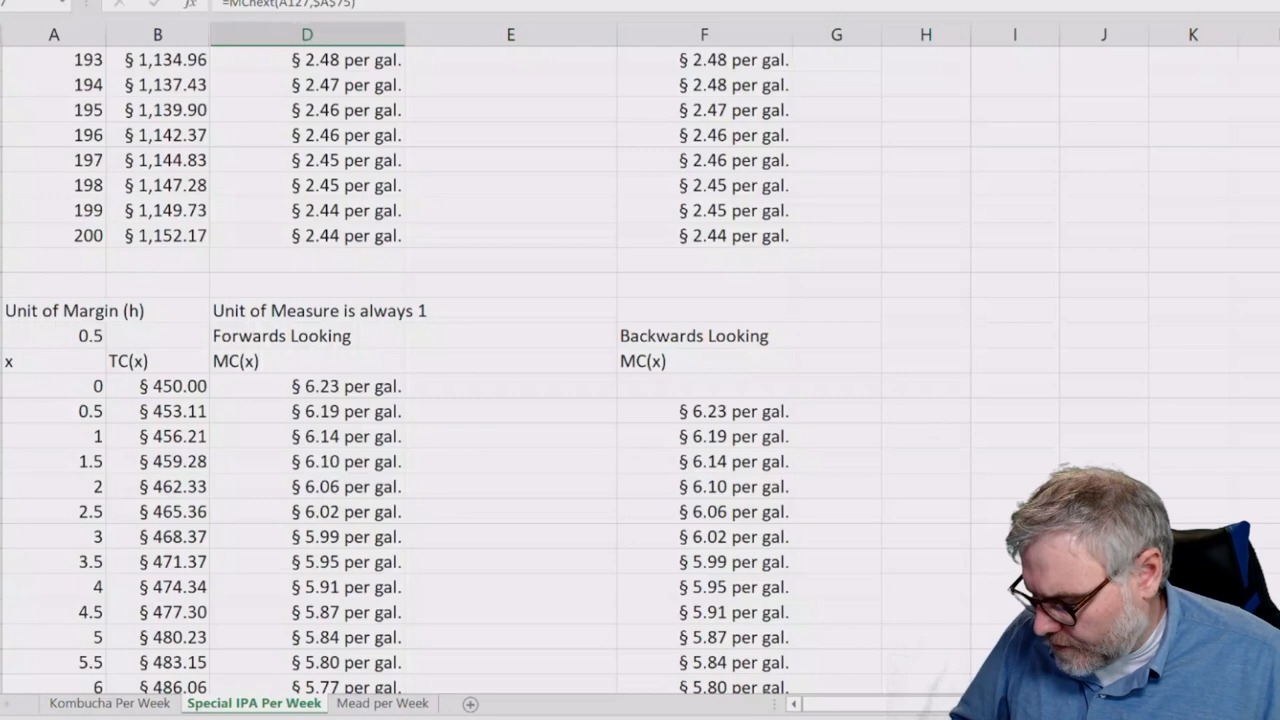 =MCnext(A127,$A$75)
A B D E F G H I J K
193 § 1,134.96 § 2.48 per gal. § 2.48 per gal.
194 § 1,137.43 § 2.47 per gal. § 2.48 per gal.
195 § 1,139.90 § 2.46 per gal. § 2.47 per gal.
196 § 1,142.37 § 2.46 per gal. § 2.46 per gal.
197 § 1,144.83 § 2.45 per gal. § 2.46 per gal.
198 § 1,147.28 § 2.45 per gal. § 2.45 per gal.
199 § 1,149.73 § 2.44 per gal. § 2.45 per gal.
200 § 1,152.17 § 2.44 per gal. § 2.44 per gal.
Unit of Margin (h) Unit of Measure is always 1
0.5 Forwards Looking Backwards Looking
x TC(x) MC(x) MC(x)
0 § 450.00 § 6.23 per gal.
0.5 § 453.11 § 6.19 per gal. § 6.23 per gal.
1 § 456.21 § 6.14 per gal. § 6.19 per gal.
1.5 § 459.28 § 6.10 per gal. § 6.14 per gal.
2 § 462.33 § 6.06 per gal. § 6.10 per gal.
2.5 § 465.36 § 6.02 per gal. § 6.06 per gal.
3 § 468.37 § 5.99 per gal. § 6.02 per gal.
3.5 § 471.37 § 5.95 per gal. § 5.99 per gal.
4 § 474.34 § 5.91 per gal. § 5.95 per gal.
4.5 § 477.30 § 5.87 per gal. § 5.91 per gal.
5 § 480.23 § 5.84 per gal. § 5.87 per gal.
5.5 § 483.15 § 5.80 per gal. § 5.84 per gal.
6 § 486.06 § 5.77 per gal. § 5.80 per gal.
Kombucha Per Week Special IPA Per Week Mead per Week